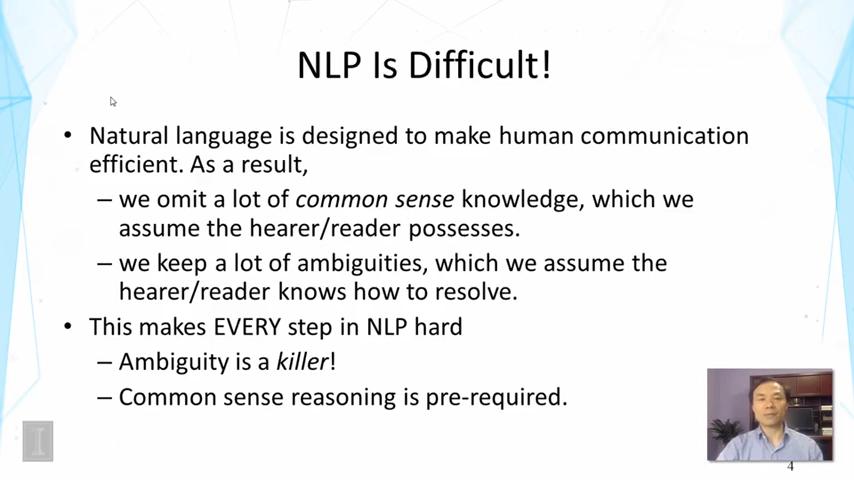 NLP Is Difficult!
• Natural language is designed to make human communication
efficient. As a result,
– we omit a lot of common sense knowledge, which we
assume the hearer/reader possesses.
– we keep a lot of ambiguities, which we assume the
hearer/reader knows how to resolve.
• This makes EVERY step in NLP hard
– Ambiguity is a killer!
– Common sense reasoning is pre-required.
I
4